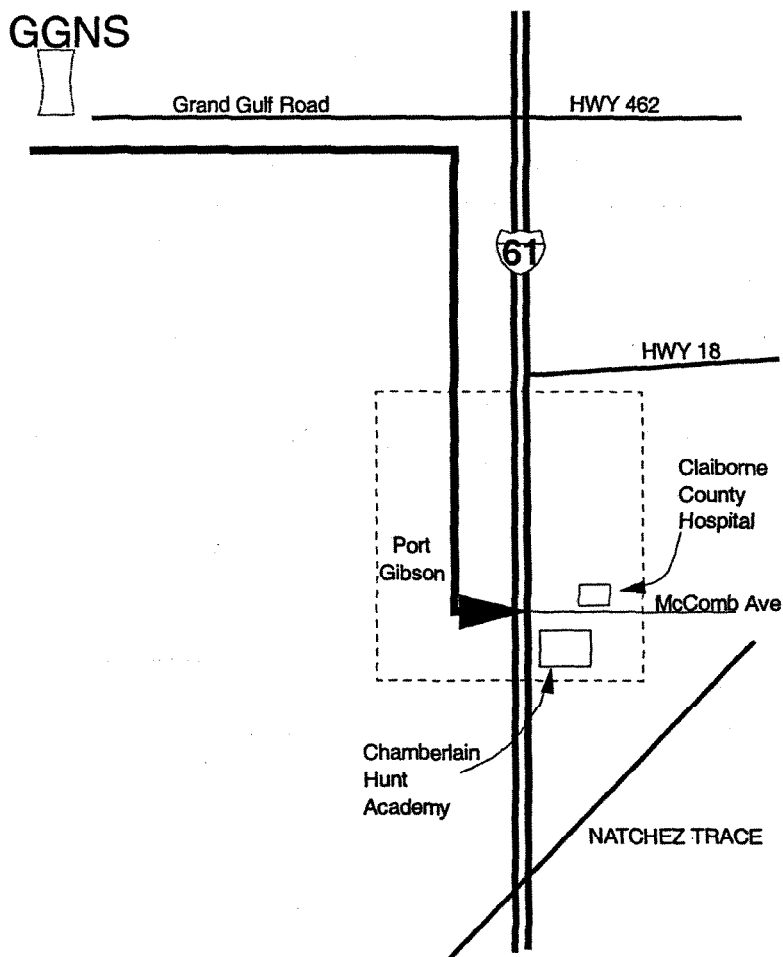 GGNS
Grand Gulf Road
HWY 462
61
HWY 18
Claiborne
County
Hospital
Port
Gibson
McComb Ave
Chamberlain
Hunt
Academy
NATCHEZ TRACE